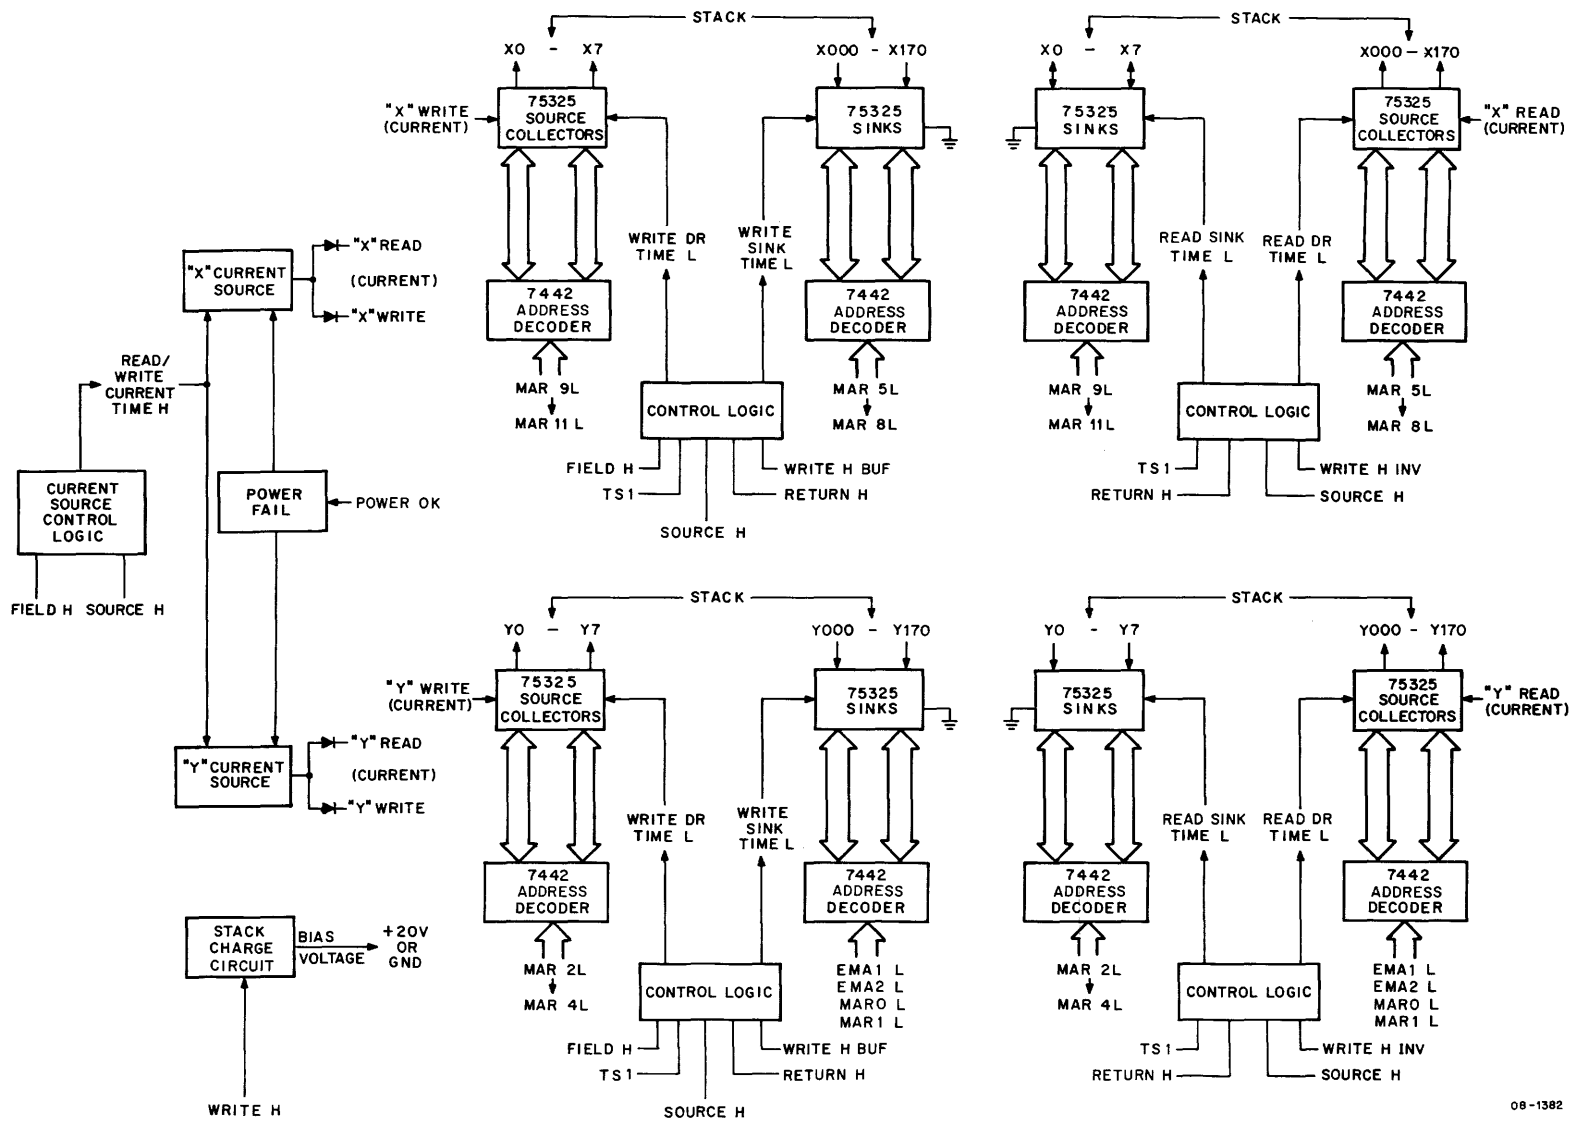 STACK
X0 - X7
X000 - X170
"X" WRITE
(CURRENT)
75325
SOURCE
COLLECTORS
75325
SINKS
WRITE DR
TIME L
WRITE
SINK
TIME L
7442
ADDRESS
DECODER
7442
ADDRESS
DECODER
MAR 9L
MAR 11 L
MAR 5L
MAR 8L
CONTROL LOGIC
FIELD H
TS1
SOURCE H
RETURN H
WRITE H BUF
STACK
X0 - X7
X000 - X170
75325
SINKS
75325
SOURCE
COLLECTORS
"X" READ
(CURRENT)
READ SINK
TIME L
READ DR
TIME L
7442
ADDRESS
DECODER
7442
ADDRESS
DECODER
MAR 9L
MAR 11L
MAR 5L
MAR 8L
CONTROL LOGIC
TS1
RETURN H
SOURCE H
WRITE H INV
"X" CURRENT
SOURCE
"X" READ
(CURRENT)
"X" WRITE
READ/
WRITE
CURRENT
TIME H
CURRENT
SOURCE
CONTROL
LOGIC
FIELD H
SOURCE H
POWER
FAIL
POWER OK
"Y" CURRENT
SOURCE
"Y" READ
(CURRENT)
"Y" WRITE
STACK
CHARGE
CIRCUIT
BIAS
VOLTAGE
+20V
OR
GND
WRITE H
STACK
Y0 - Y7
Y000 - Y170
"Y" WRITE
(CURRENT)
75325
SOURCE
COLLECTORS
75325
SINKS
WRITE DR
TIME L
WRITE
SINK
TIME L
7442
ADDRESS
DECODER
7442
ADDRESS
DECODER
MAR 2L
MAR 4L
EMA1 L
EMA2 L
MAR0 L
MAR1 L
CONTROL LOGIC
FIELD H
TS1
SOURCE H
RETURN H
WRITE H BUF
STACK
Y0 - Y7
Y000 - Y170
75325
SINKS
75325
SOURCE
COLLECTORS
"Y" READ
(CURRENT)
READ SINK
TIME L
READ DR
TIME L
7442
ADDRESS
DECODER
7442
ADDRESS
DECODER
MAR 2L
MAR 4L
EMA1 L
EMA2 L
MAR0 L
MAR1 L
CONTROL LOGIC
TS1
RETURN H
SOURCE H
WRITE H INV
08-1382